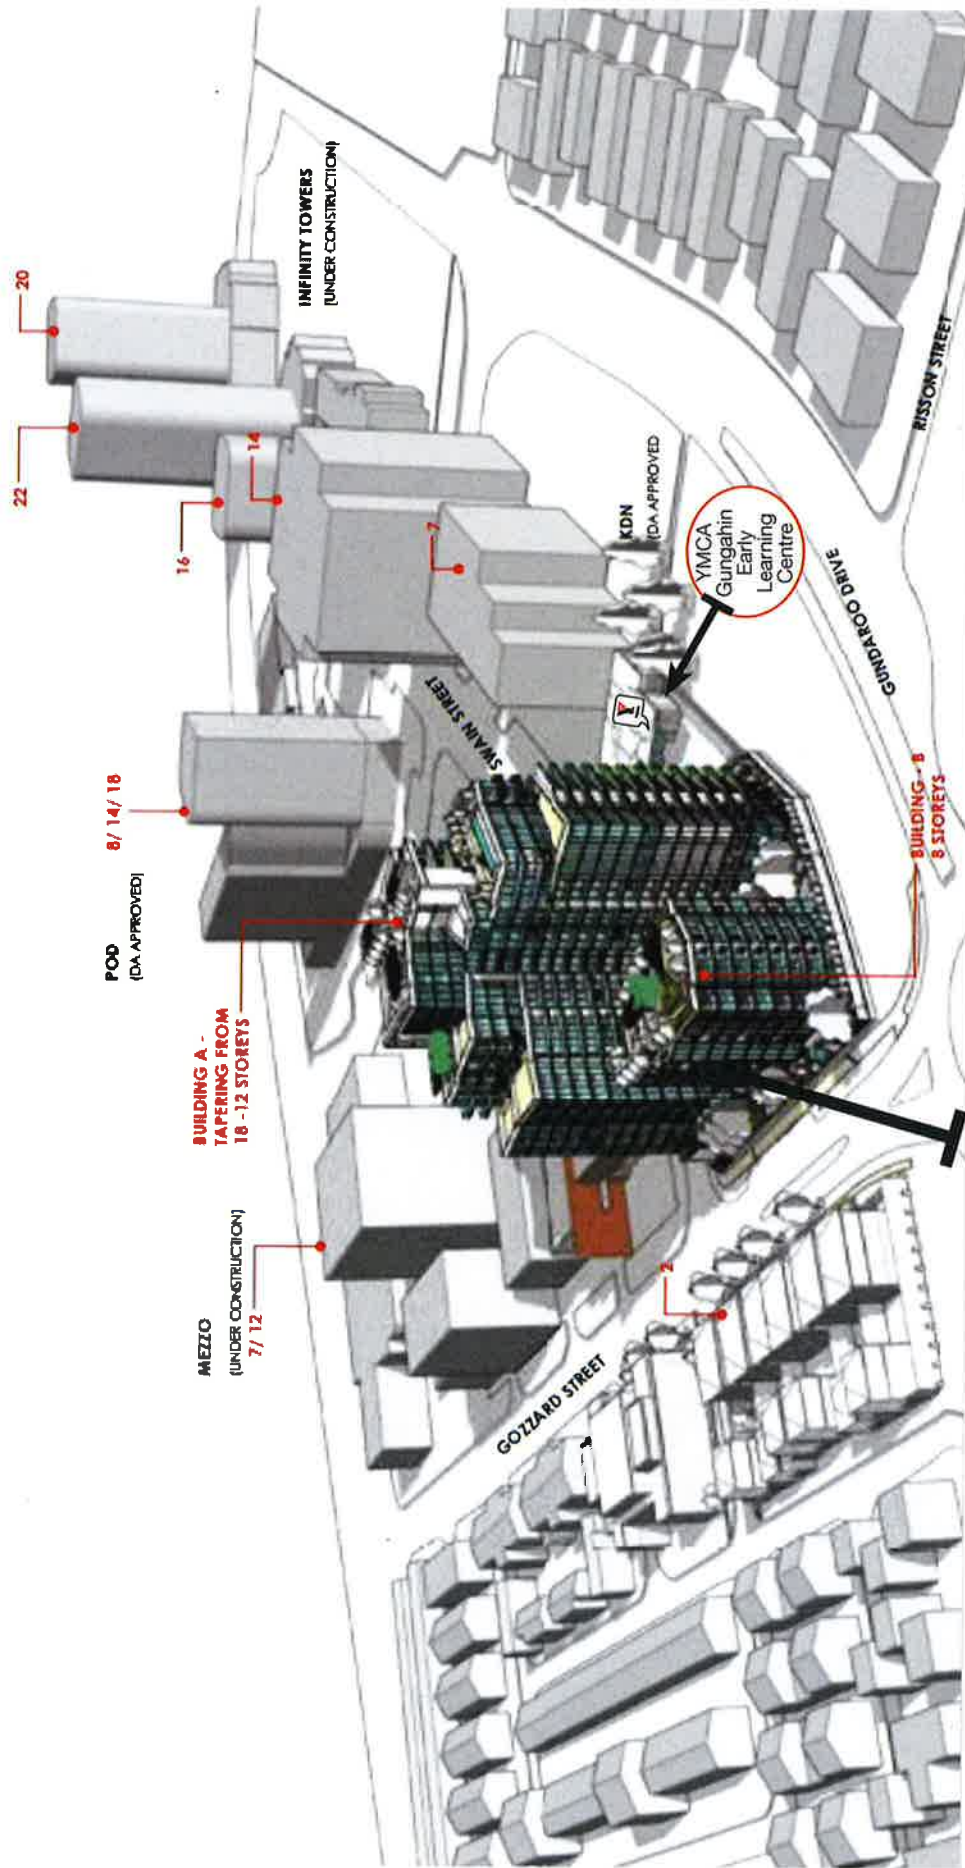 MEZZO
(UNDER CONSTRUCTION)
7/ 12
BUILDING A -
TAPERING FROM
18 -12 STOREYS
POD
(DA APPROVED)
8/ 14/ 18
16
22
20
14
7
INFINITY TOWERS
(UNDER CONSTRUCTION)
KDN
(DA APPROVED
YMCA
Gungahin
Early
Learning
Centre
SWAIN STREET
GOZZARD STREET
2
BUILDING - B
8 STOREYS
GUNDAROO DRIVE
RISSON STREET